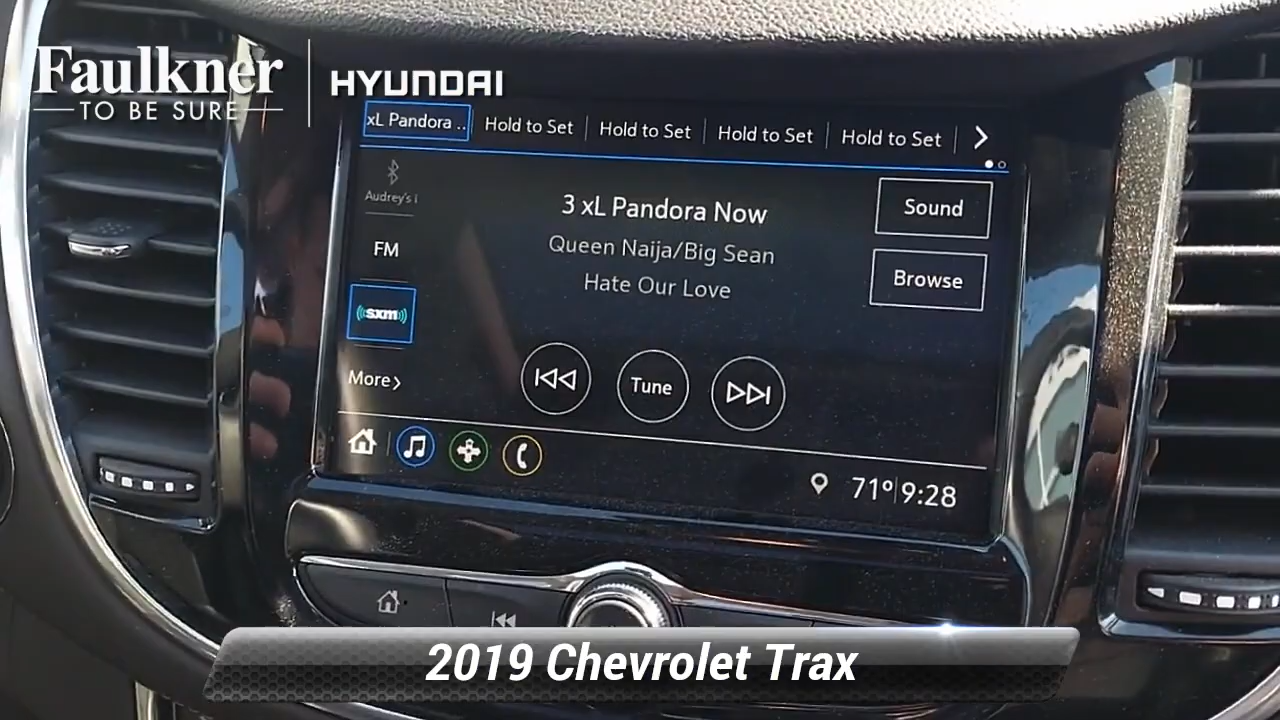 Faulkner
TO BE SURE
HYUNDAI
xL Pandora ..
Hold to Set
Hold to Set
Hold to Set
Hold to Set
Audrey's i
FM
sxm
More
3 xL Pandora Now
Queen Naija/Big Sean
Hate Our Love
Sound
Browse
Tune
71° 9:28
2019 Chevrolet Trax